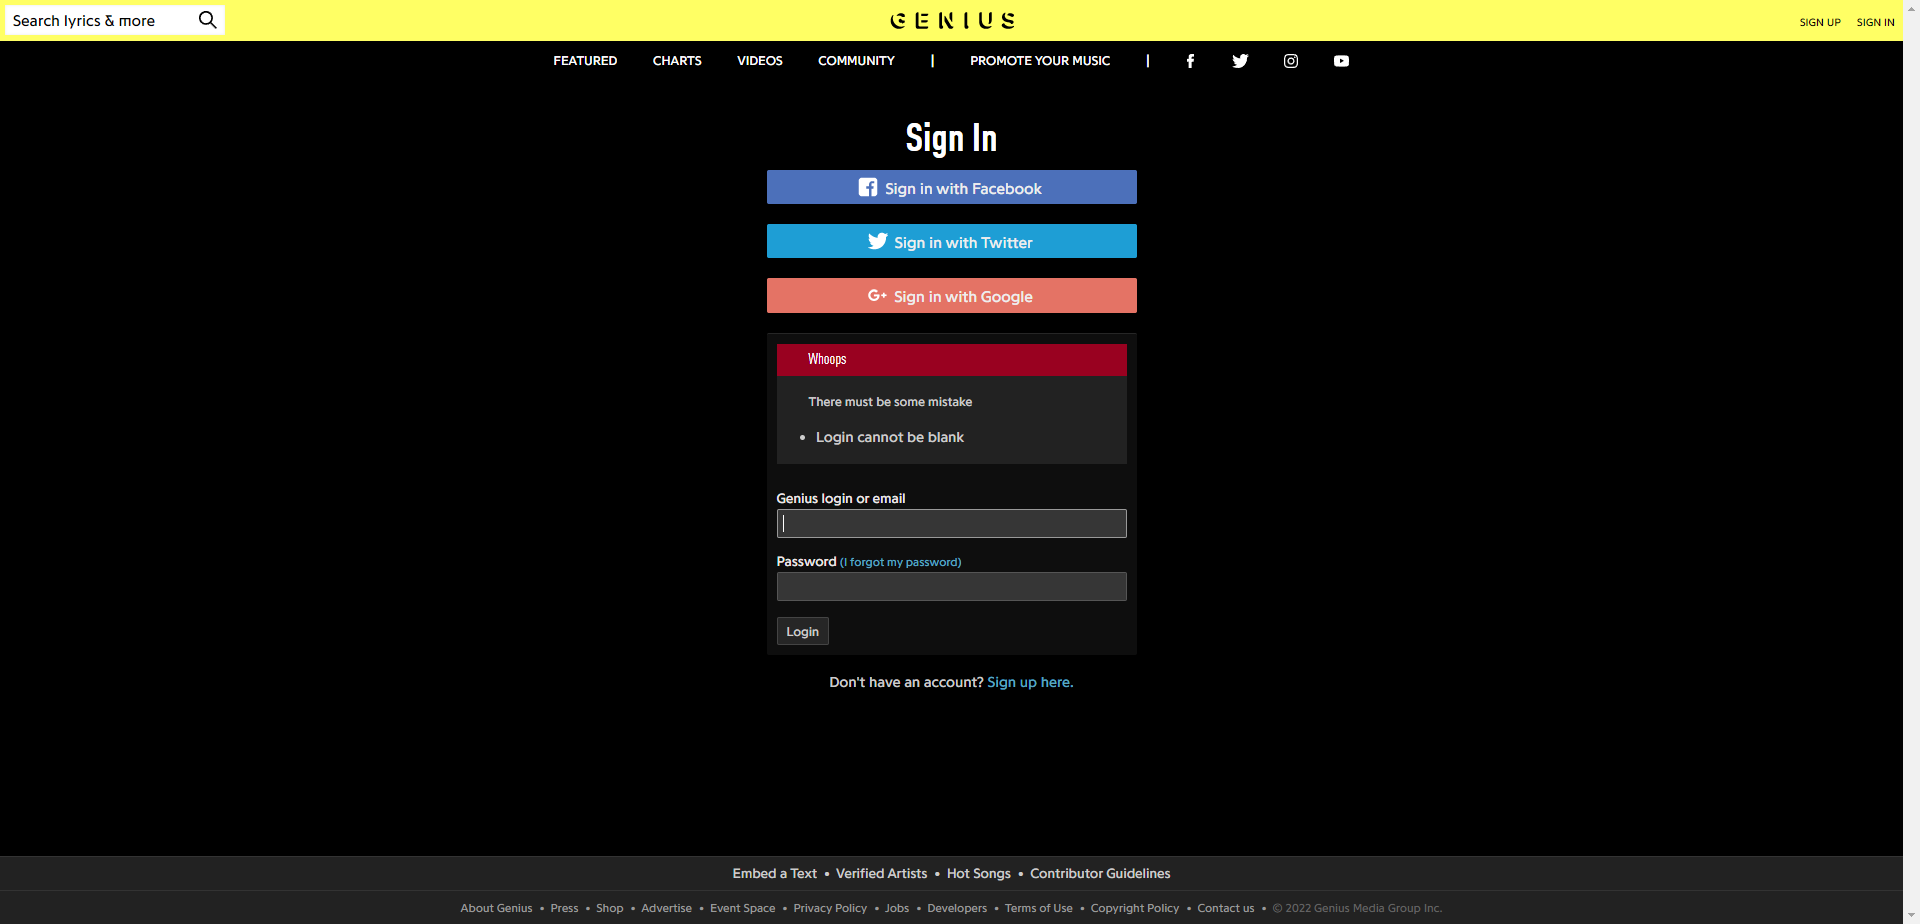 Search lyrics & more
GENIUS
SIGN UP SIGN IN
FEATURED CHARTS VIDEOS COMMUNITY | PROMOTE YOUR MUSIC |
Sign In
Sign in with Facebook
Sign in with Twitter
G+ Sign in with Google
Whoops
There must be some mistake
• Login cannot be blank
Genius login or email
Password (I forgot my password)
Login
Don't have an account? Sign up here.
Embed a Text • Verified Artists • Hot Songs • Contributor Guidelines
About Genius • Press • Shop • Advertise • Event Space • Privacy Policy • Jobs • Developers • Terms of Use • Copyright Policy • Contact us • © 2022 Genius Media Group Inc.